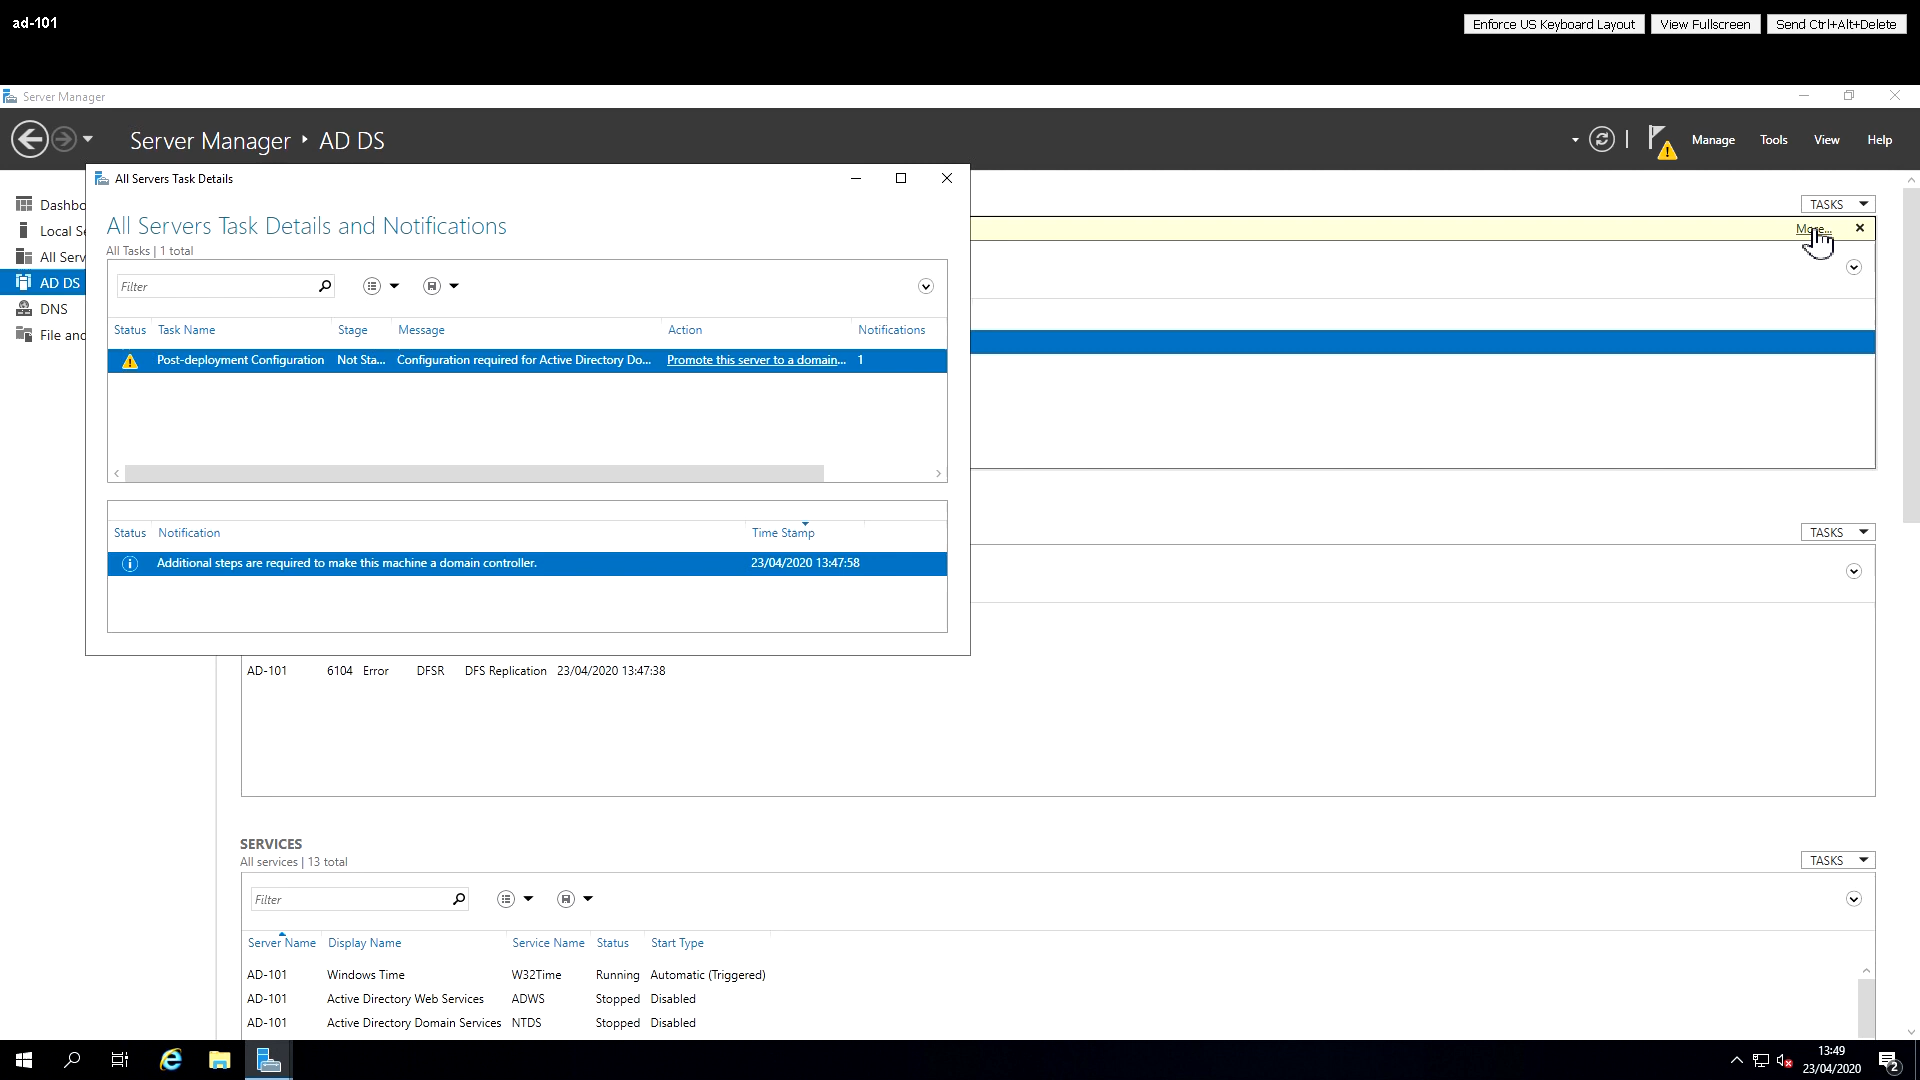 ad-101
Enforce US Keyboard Layout
View Fullscreen
Send Ctrl+Alt+Delete
Server Manager
Server Manager ‣ AD DS
Manage
Tools
View
Help
Dashbo
Local Se
All Serv
AD DS
DNS
File and
TASKS
More...
All Servers Task Details
All Servers Task Details and Notifications
All Tasks | 1 total
Filter
Status Task Name Stage Message Action Notifications
Post-deployment Configuration Not Sta... Configuration required for Active Directory Do... Promote this server to a domain... 1
Status Notification Time Stamp
Additional steps are required to make this machine a domain controller. 23/04/2020 13:47:58
TASKS
AD-101 6104 Error DFSR DFS Replication 23/04/2020 13:47:38
SERVICES
All services | 13 total
TASKS
Filter
Server Name Display Name Service Name Status Start Type
AD-101 Windows Time W32Time Running Automatic (Triggered)
AD-101 Active Directory Web Services ADWS Stopped Disabled
AD-101 Active Directory Domain Services NTDS Stopped Disabled
13:49
23/04/2020
2